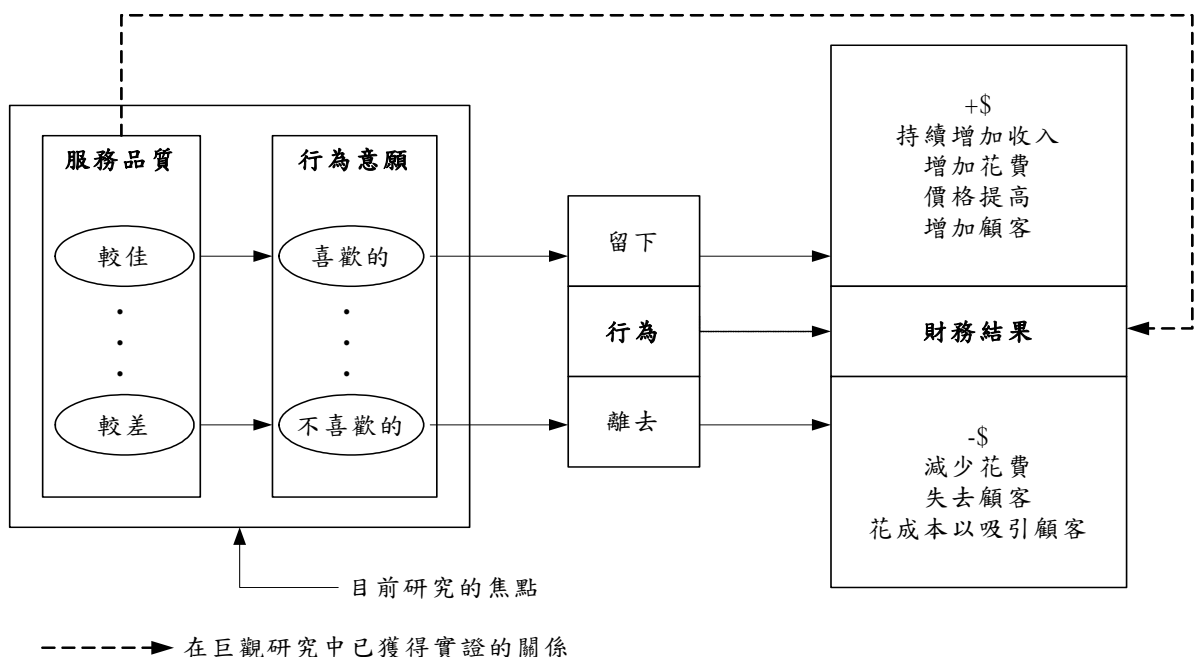 服務品質
較佳
較差
行為意願
喜歡的
不喜歡的
留下
行為
離去
+$
持續增加收入
增加花費
價格提高
增加顧客
財務結果
-$
減少花費
失去顧客
花成本以吸引顧客
目前研究的焦點
在巨觀研究中已獲得實證的關係